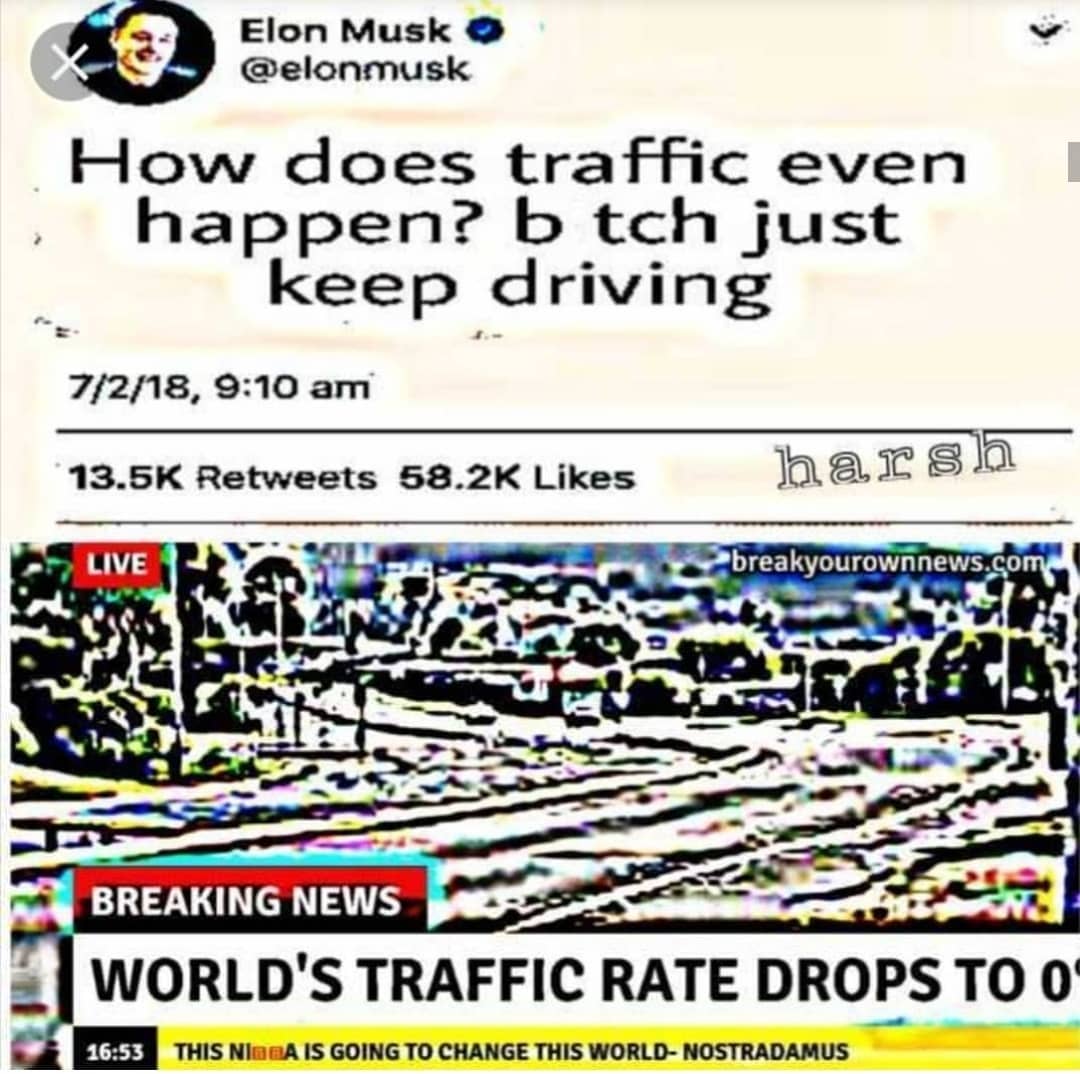 Elon Musk
@elonmusk
How does traffic even
happen? b tch just
keep driving
7/2/18, 9:10 am
13.5K Retweets 58.2K Likes
harsh
LIVE
breakyourownnews.com
BREAKING NEWS
WORLD'S TRAFFIC RATE DROPS TO 0
16:53 THIS IS GOING TO CHANGE THIS WORLD- NOSTRADAMUS